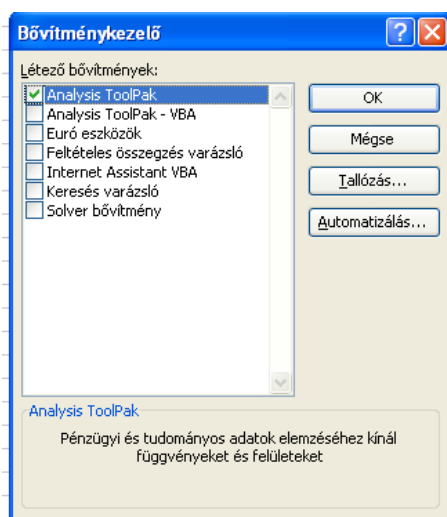 Bővítménykezelő
Létező bővítmények:
Analysis ToolPak
Analysis ToolPak - VBA
Euró eszközök
Feltételes összegzés varázsló
Internet Assistant VBA
Keresés varázsló
Solver bővítmény
OK
Mégse
Tallózás...
Automatizálás...
Analysis ToolPak
Pénzügyi és tudományos adatok elemzéséhez kínál
függvényeket és felületeket